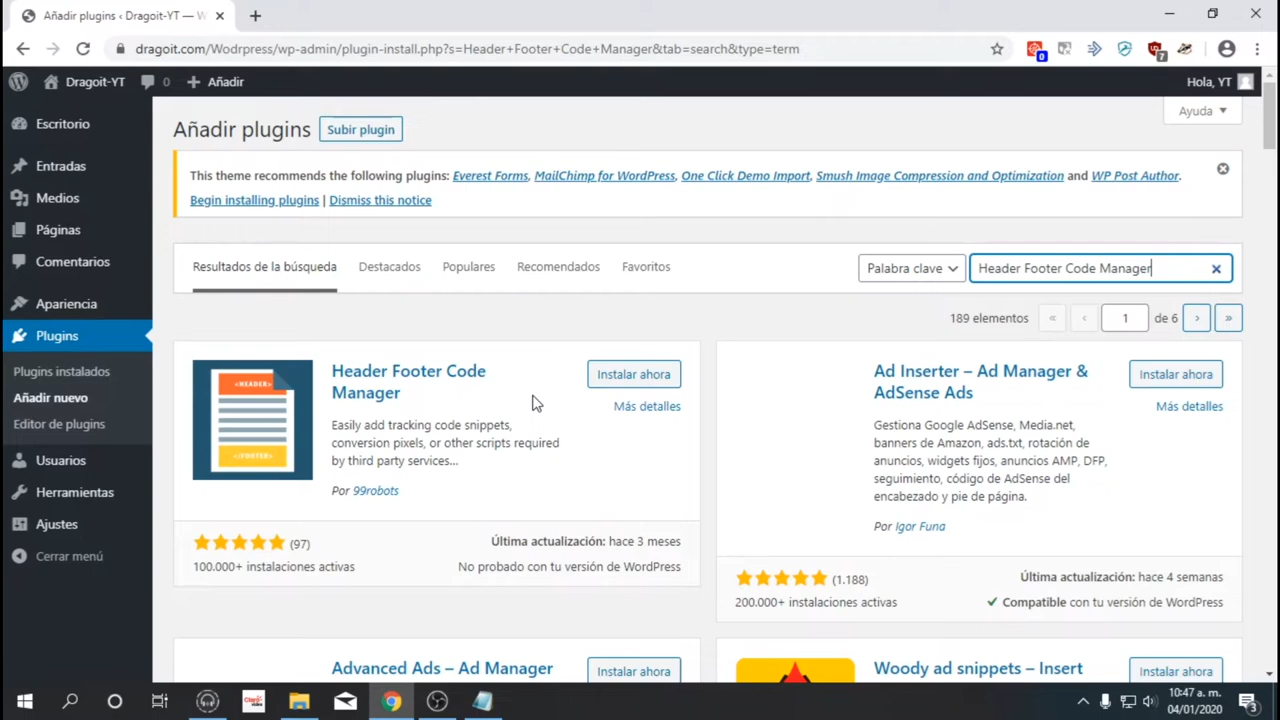 Añadir plugins ‹ Dragoit-YT — W
dragoit.com/Wodrpress/wp-admin/plugin-install.php?s=Header+Footer+Code+Manager&tab=search&type=term
0
7
Dragoit-YT
0
Añadir
Hola, YT
Escritorio
Entradas
Medios
Páginas
Comentarios
Apariencia
Plugins
Plugins instalados
Añadir nuevo
Editor de plugins
Usuarios
Herramientas
Ajustes
Cerrar menú
Ayuda
Añadir plugins
Subir plugin
This theme recommends the following plugins: Everest Forms, MailChimp for WordPress, One Click Demo Import, Smush Image Compression and Optimization and WP Post Author.
Begin installing plugins | Dismiss this notice
Resultados de la búsqueda Destacados Populares Recomendados Favoritos
Palabra clave
Header Footer Code Manager
189 elementos « ‹ 1 de 6 › »
<HEADER>
</FOOTER>
Header Footer Code
Manager
Instalar ahora
Más detalles
Easily add tracking code snippets,
conversion pixels, or other scripts required
by third party services...
Por 99robots
(97)
100.000+ instalaciones activas
Última actualización: hace 3 meses
No probado con tu versión de WordPress
Ad Inserter – Ad Manager &
AdSense Ads
Instalar ahora
Más detalles
Gestiona Google AdSense, Media.net,
banners de Amazon, ads.txt, rotación de
anuncios, widgets fijos, anuncios AMP, DFP,
seguimiento, código de AdSense del
encabezado y pie de página.
Por Igor Funa
(1.188)
200.000+ instalaciones activas
Última actualización: hace 4 semanas
Compatible con tu versión de WordPress
Advanced Ads – Ad Manager
Instalar ahora
Woody ad snippets – Insert
Instalar ahora
Claro
video
10:47 a. m.
04/01/2020
3